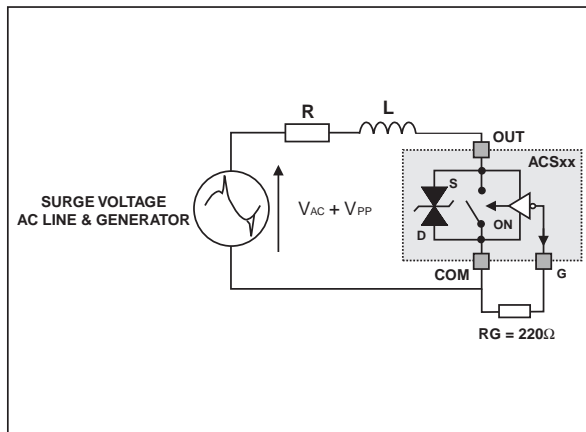 R
L
OUT
ACSxx
S
SURGE VOLTAGE
AC LINE & GENERATOR
VAC + VPP
ON
D
COM
G
RG = 220Ω